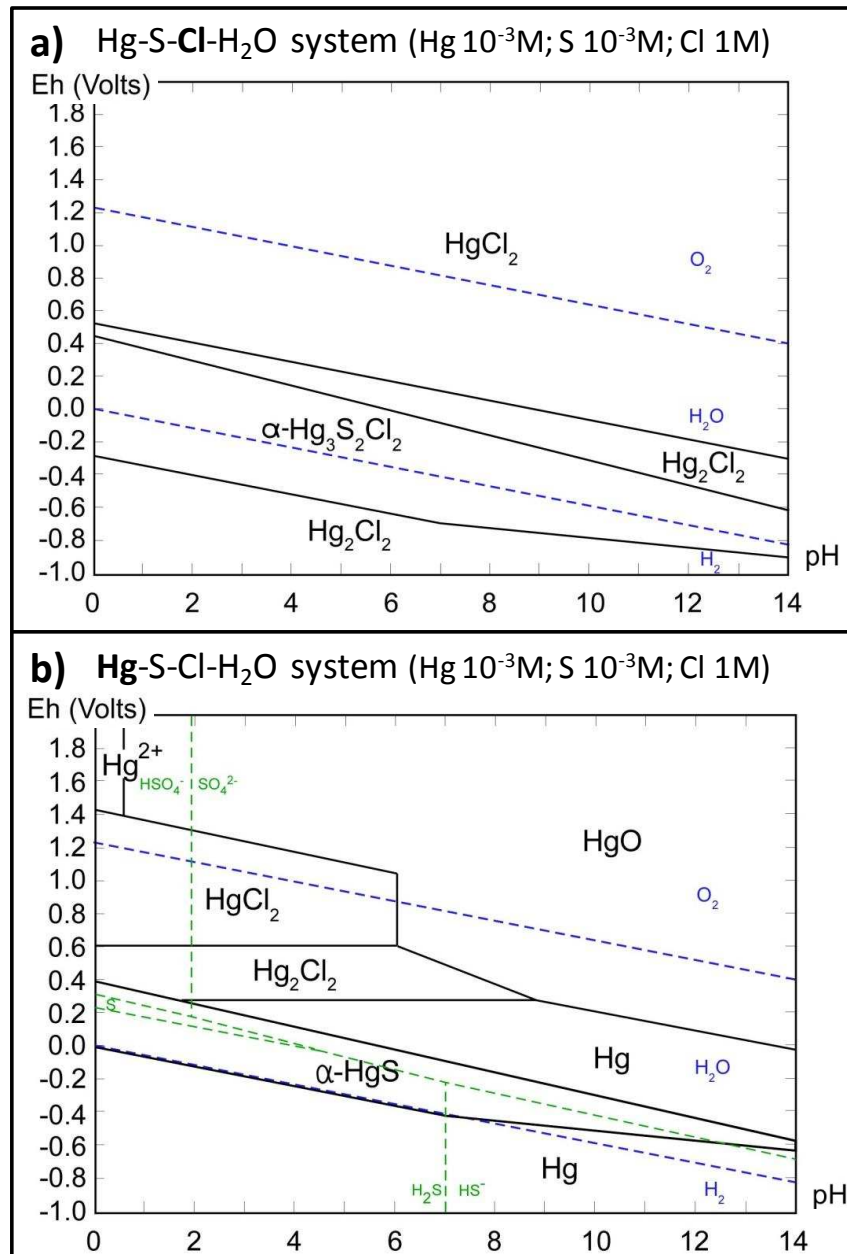 a) Hg-S-Cl-H₂O system (Hg 10⁻³M; S 10⁻³M; Cl 1M)
Eh (Volts)
1.8
1.6
1.4
1.2
1.0
HgCl₂
O₂
0.8
0.6
0.4
0.2
0.0
H₂O
-0.2
α-Hg₃S₂Cl₂
-0.4
Hg₂Cl₂
-0.6
Hg₂Cl₂
-0.8
H₂
-1.0
pH
0 2 4 6 8 10 12 14
b) Hg-S-Cl-H₂O system (Hg 10⁻³M; S 10⁻³M; Cl 1M)
Eh (Volts)
1.8
Hg²⁺
1.6
HSO₄⁻ SO₄²⁻
1.4
1.2
HgO
1.0
O₂
HgCl₂
0.8
0.6
Hg₂Cl₂
0.4
0.2
S
0.0
Hg
H₂O
α-HgS
-0.2
-0.4
-0.6
Hg
-0.8
H₂S HS⁻
H₂
-1.0
pH
0 2 4 6 8 10 12 14